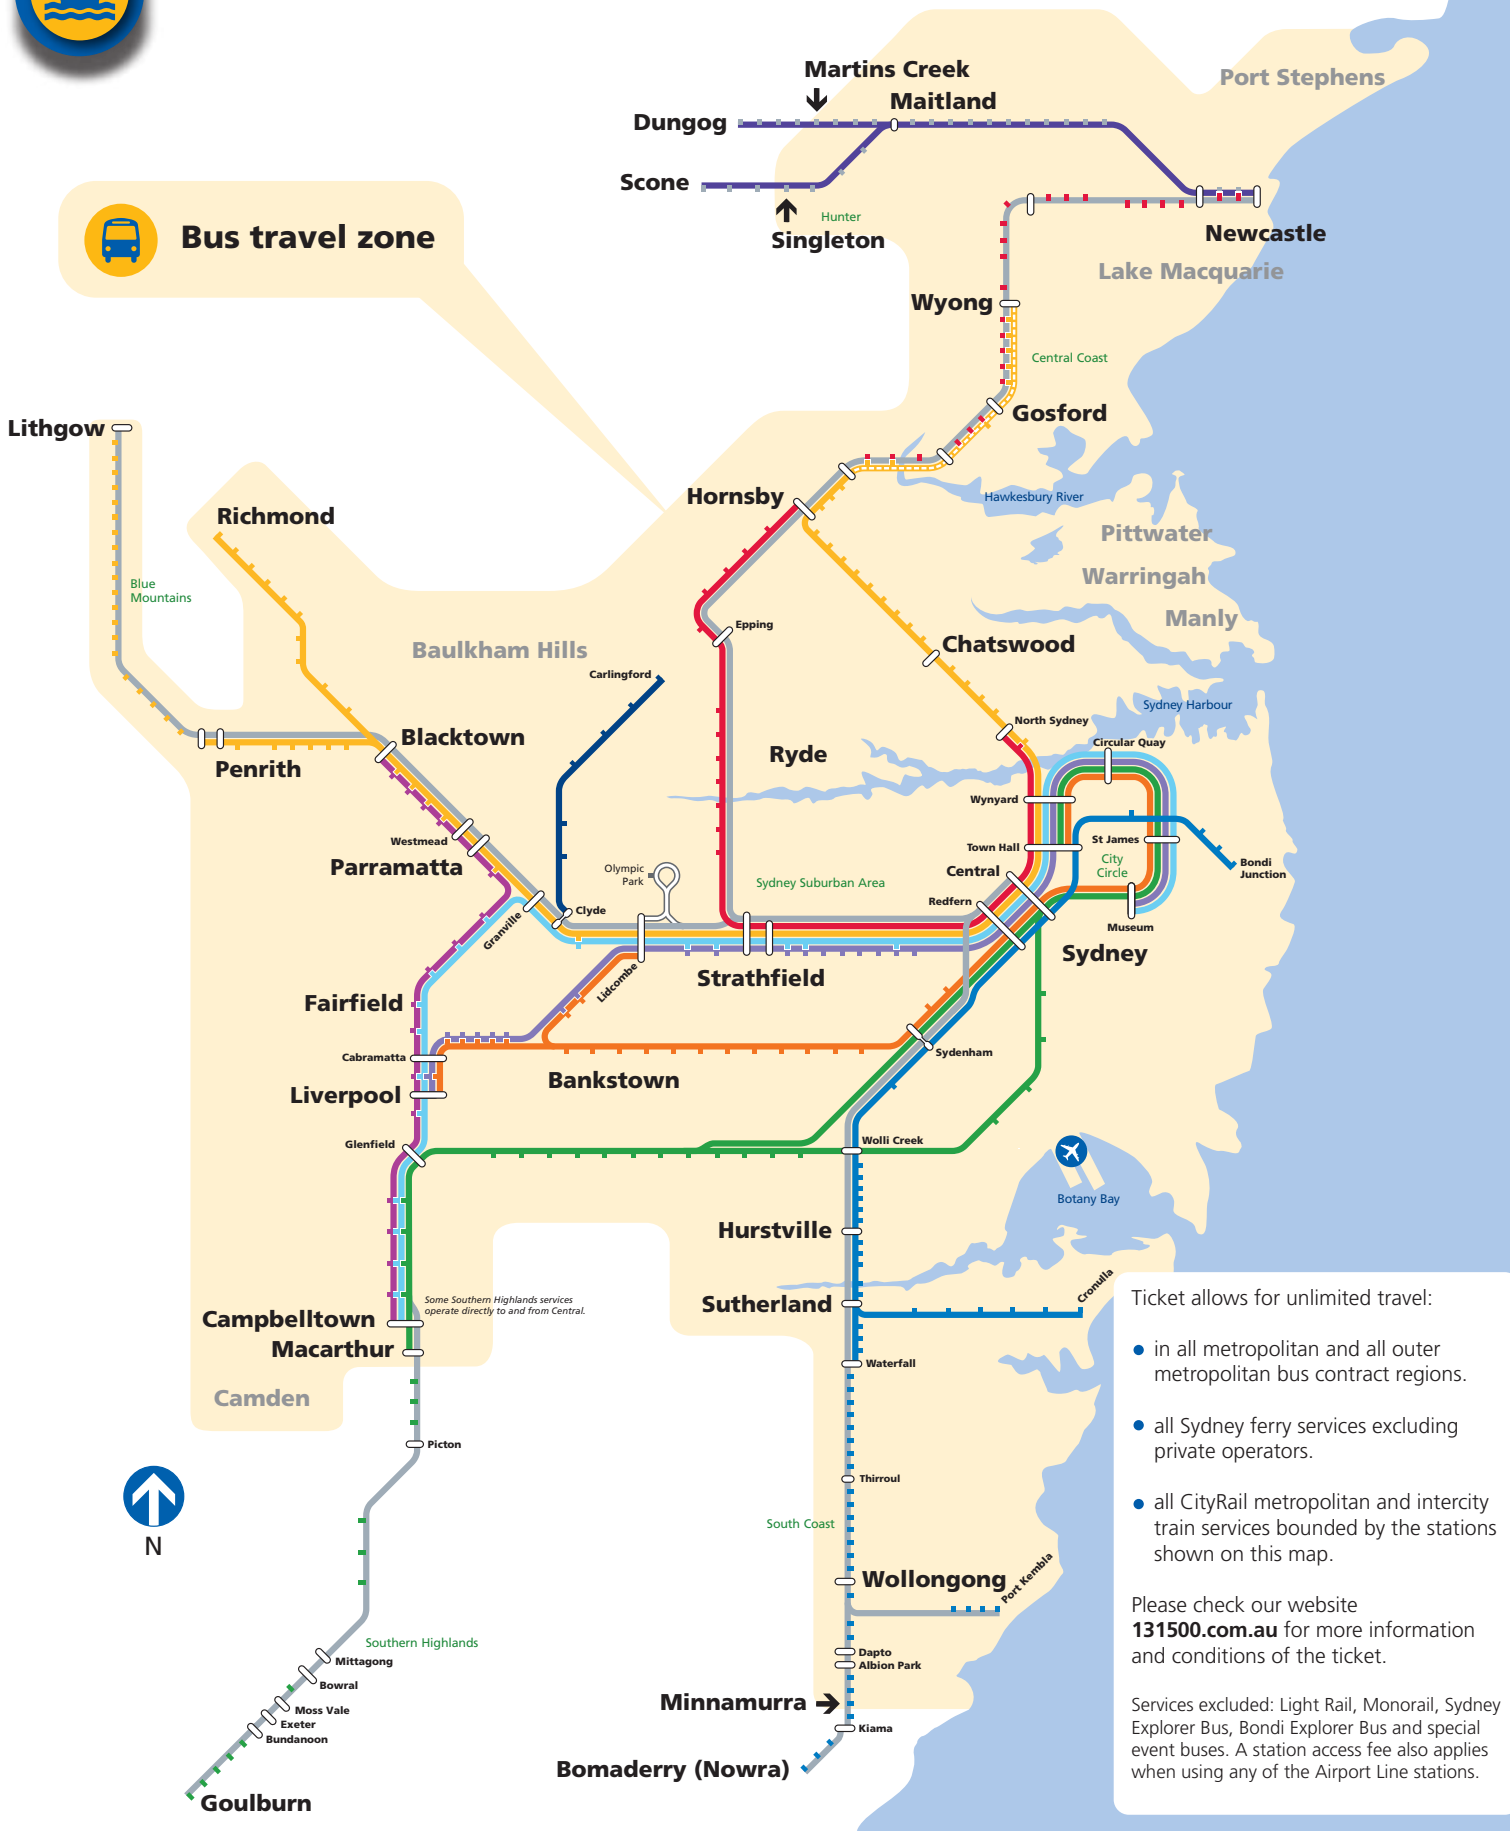 Port Stephens
Martins Creek
Maitland
Dungog
Scone
Hunter
Singleton
Newcastle
Bus travel zone
Lake Macquarie
Wyong
Central Coast
Gosford
Lithgow
Hornsby
Hawkesbury River
Richmond
Pittwater
Blue
Mountains
Warringah
Manly
Epping
Baulkham Hills
Chatswood
Carlingford
Sydney Harbour
North Sydney
Blacktown
Circular Quay
Ryde
Penrith
Wynyard
Westmead
Town Hall
St James
Parramatta
City
Circle
Bondi
Junction
Olympic
Park
Sydney Suburban Area
Central
Redfern
Clyde
Granville
Museum
Sydney
Lidcombe
Strathfield
Fairfield
Cabramatta
Sydenham
Bankstown
Liverpool
Glenfield
Wolli Creek
Botany Bay
Hurstville
Cronulla
Some Southern Highlands services
operate directly to and from Central.
Sutherland
Campbelltown
Macarthur
Waterfall
Camden
Picton
Thirroul
South Coast
N
Wollongong
Port Kembla
Southern Highlands
Mittagong
Dapto
Albion Park
Bowral
Minnamurra
Moss Vale
Exeter
Kiama
Bundanoon
Bomaderry (Nowra)
Goulburn
Ticket allows for unlimited travel:
• in all metropolitan and all outer
metropolitan bus contract regions.
• all Sydney ferry services excluding
private operators.
• all CityRail metropolitan and intercity
train services bounded by the stations
shown on this map.
Please check our website
131500.com.au for more information
and conditions of the ticket.
Services excluded: Light Rail, Monorail, Sydney
Explorer Bus, Bondi Explorer Bus and special
event buses. A station access fee also applies
when using any of the Airport Line stations.